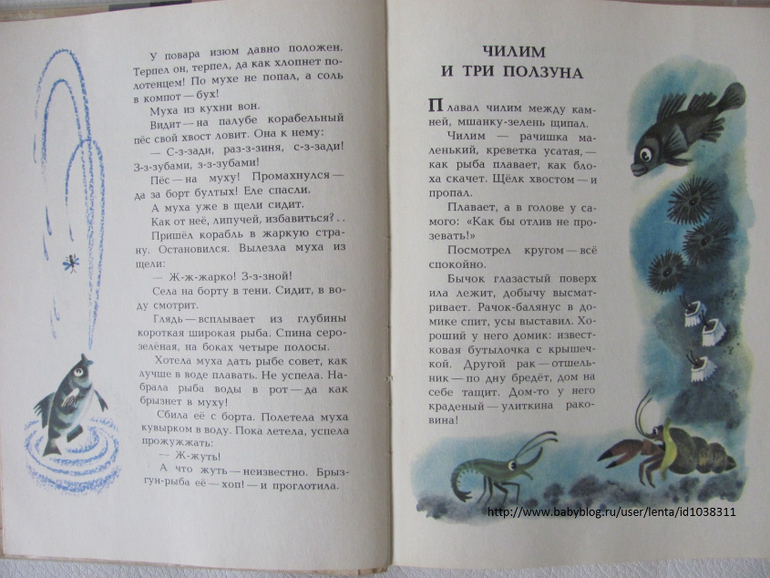 У повара изюм давно положен.
Терпел он, терпел, да как хлопнет по-
лотенцем! По мухе не попал, а соль
в компот — бух!
Муха из кухни вон.
Видит — на палубе корабельный
пёс свой хвост ловит. Она к нему:
— С-з-зади, раз-з-зиня, с-з-зади!
З-з-зубами, з-з-зубами!
Пёс — на муху! Промахнулся —
да за борт бултых! Еле спасли.
А муха уже в щели сидит.
Как от неё, липучей, избавиться?..
Пришёл корабль в жаркую стра-
ну. Остановился. Вылезла муха из
щели:
— Ж-ж-жарко! З-з-зной!
Села на борту в тени. Сидит, в во-
ду смотрит.
Глядь — всплывает из глубины
короткая широкая рыба. Спина серо-
зелёная, на боках четыре полосы.
Хотела муха дать рыбе совет, как
лучше в воде плавать. Не успела. На-
брала рыба воды в рот — да как
брызнет в муху!
Сбила её с борта. Полетела муха
кувырком в воду. Пока летела, успела
прожужжать:
— Ж-жуть!
А что жуть — неизвестно. Брыз-
гун-рыба её — хоп! — и проглотила.
ЧИЛИМ
И ТРИ ПОЛЗУНА
Плавал чилим между кам-
ней, мшанку-зелень щипал.
Чилим — рачишка ма-
ленький, креветка усатая, —
как рыба плавает, как бло-
ха скачет. Щёлк хвостом — и
пропал.
Плавает, а в голове у са-
мого: «Как бы отлив не про-
зевать!»
Посмотрел кругом — всё
спокойно.
Бычок глазастый поверх
ила лежит, добычу высмат-
ривает. Рачок-балянус в до-
мике спит, усы выставил. Хо-
роший у него домик: извест-
ковая бутылочка с крышеч-
кой. Другой рак — отшель-
ник — по дну бредёт, дом на
себе тащит. Дом-то у него
краденый — улиткина рако-
вина!
http://www.babyblog.ru/user/lenta/id1038311